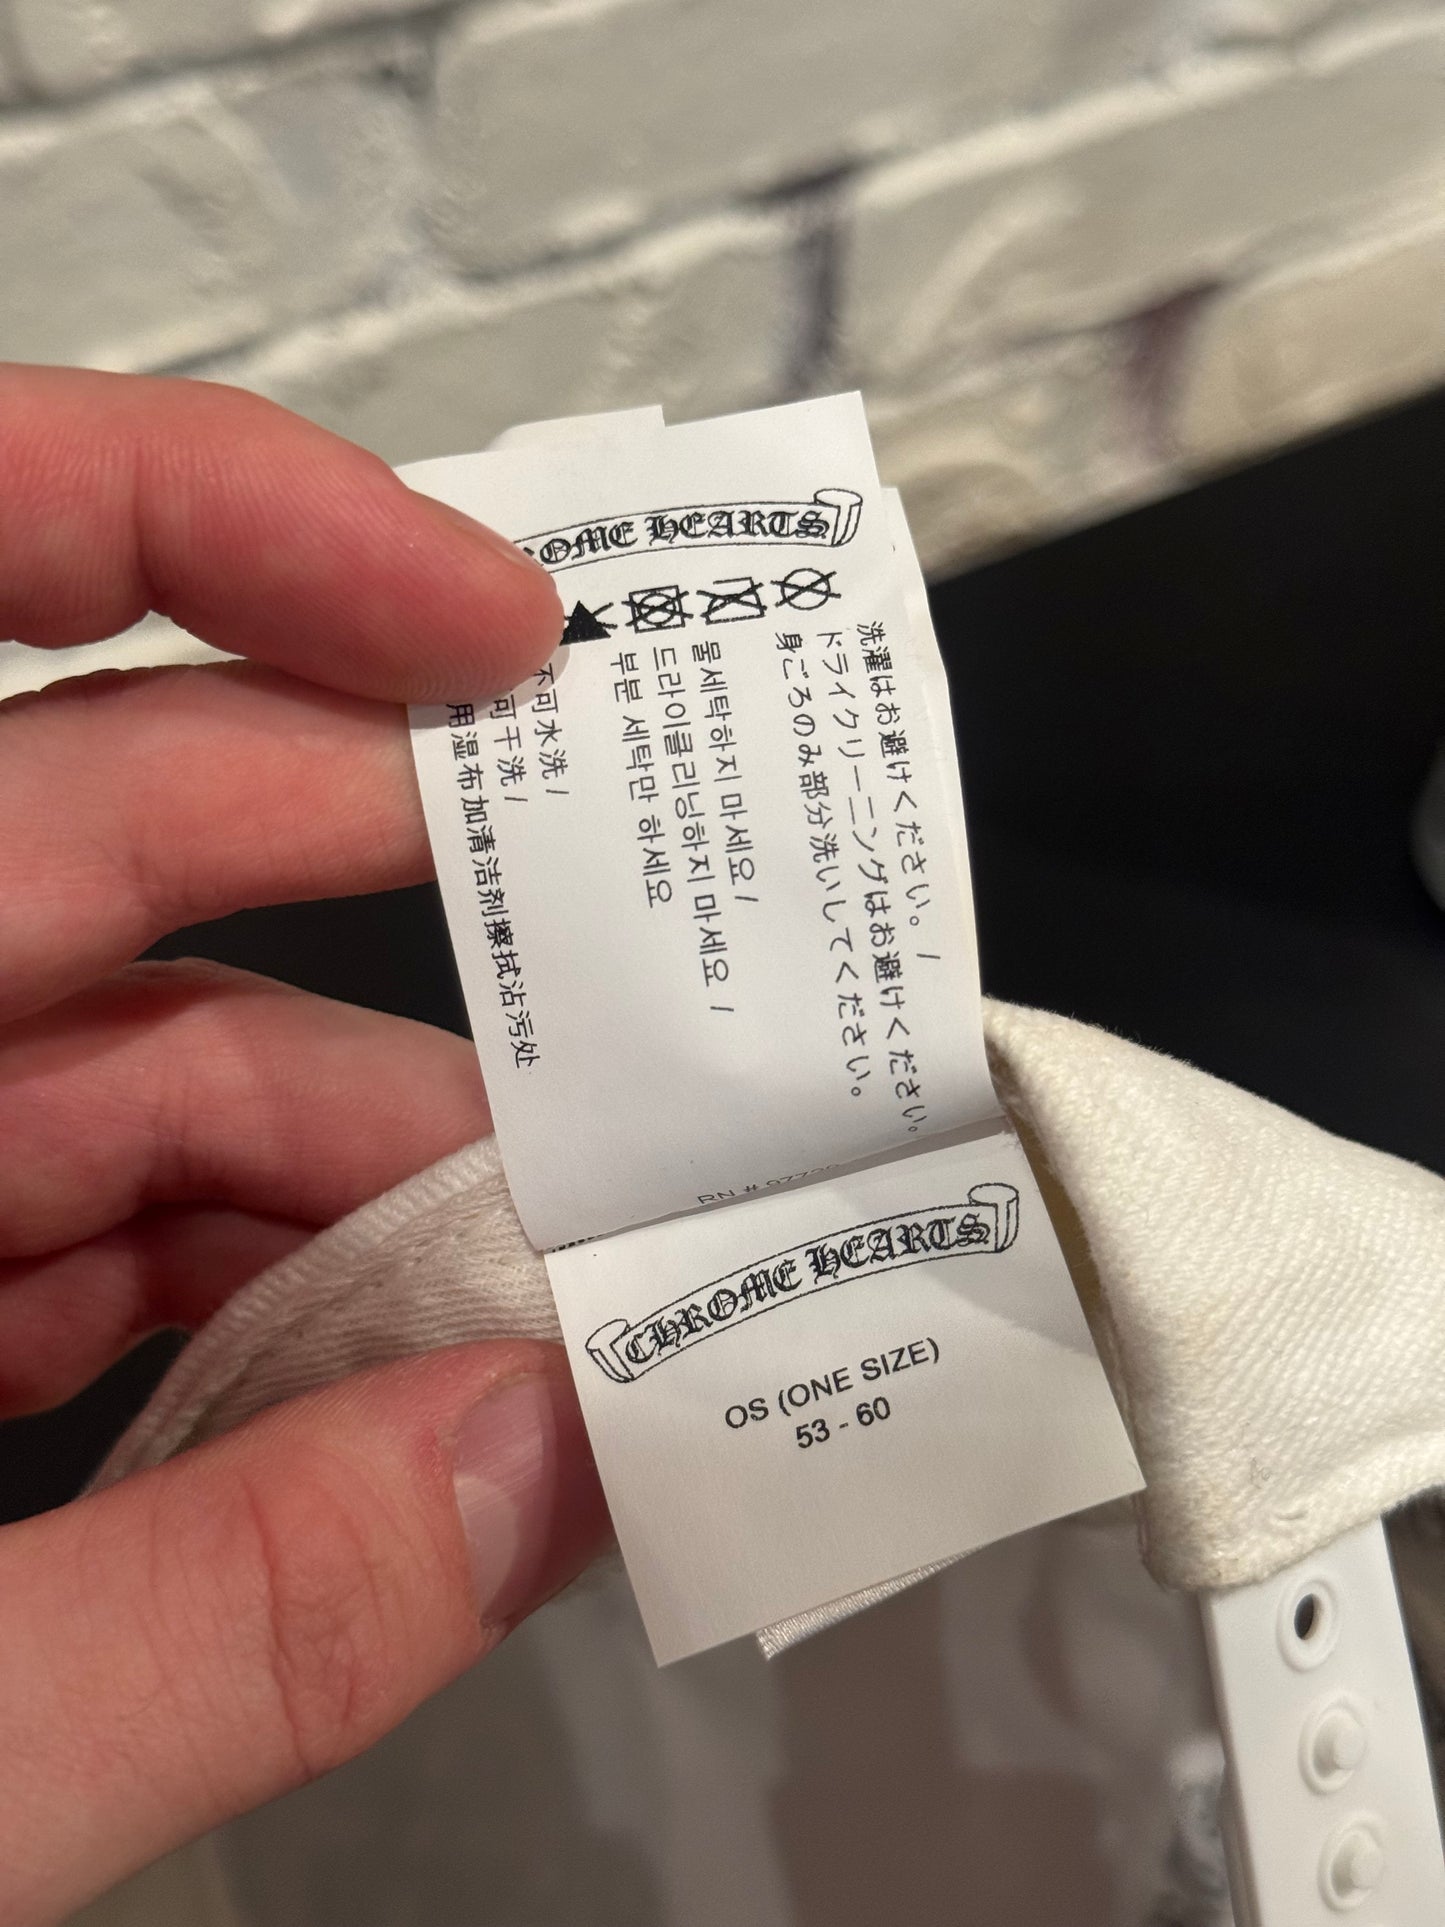 CHROME HEARTS
洗濯はお避けください。 /
ドライクリーニングはお避けください。
身ごろのみ部分洗いしてください。
물세탁하지 마세요 /
드라이클리닝하지 마세요 /
부분 세탁만 하세요
不可水洗 /
可干洗 /
用湿布加清洁剂擦拭沾污处
RN #
CHROME HEARTS
OS (ONE SIZE)
53 - 60